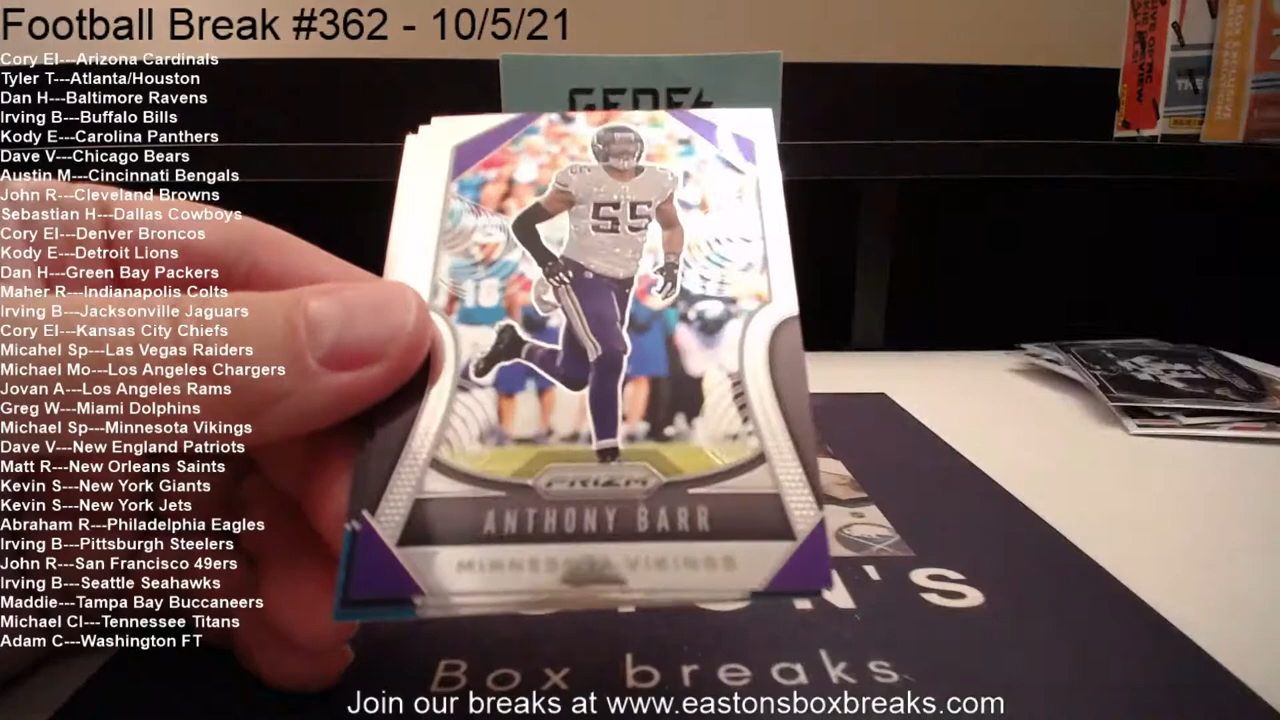 Football Break #362 - 10/5/21
Cory El---Arizona Cardinals
Tyler T---Atlanta/Houston
Dan H---Baltimore Ravens
Irving B---Buffalo Bills
Kody E---Carolina Panthers
Dave V---Chicago Bears
Austin M---Cincinnati Bengals
John R---Cleveland Browns
Sebastian H---Dallas Cowboys
Cory El---Denver Broncos
Kody E---Detroit Lions
Dan H---Green Bay Packers
Maher R---Indianapolis Colts
Irving B---Jacksonville Jaguars
Cory El---Kansas City Chiefs
Micahel Sp---Las Vegas Raiders
Michael Mo---Los Angeles Chargers
Jovan A---Los Angeles Rams
Greg W---Miami Dolphins
Michael Sp---Minnesota Vikings
Dave V---New England Patriots
Matt R---New Orleans Saints
Kevin S---New York Giants
Kevin S---New York Jets
Abraham R---Philadelphia Eagles
Irving B---Pittsburgh Steelers
John R---San Francisco 49ers
Irving B---Seattle Seahawks
Maddie---Tampa Bay Buccaneers
Michael Cl---Tennessee Titans
Adam C---Washington FT
55
PRIZM
ANTHONY BARR
MINNESOTA VIKINGS
Box breaks
Join our breaks at www.eastonsboxbreaks.com